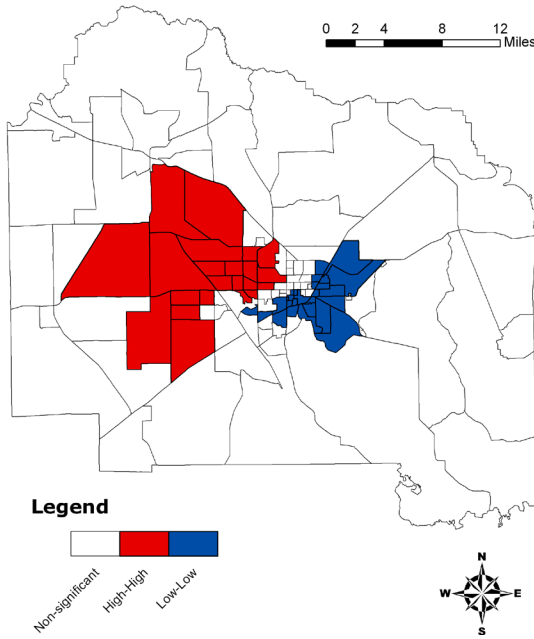 0 2 4 8 12
Miles
Legend
Non-significant
High-High
Low-Low
N
W E
S